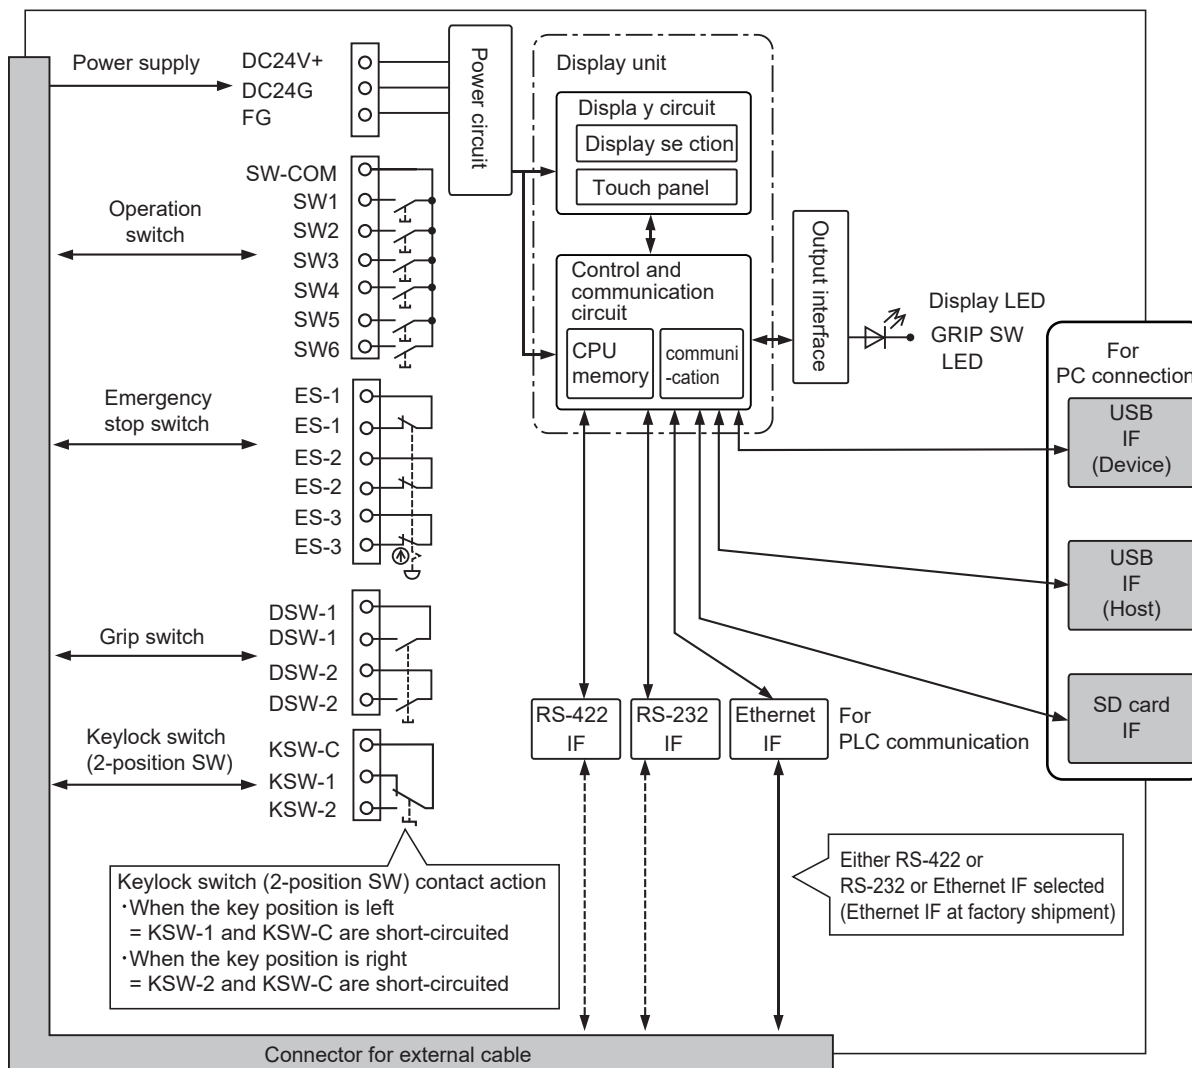 Power supply
DC24V+
DC24G
FG
Power circuit
Display unit
Displa y circuit
Display se ction
Touch panel
Operation
switch
SW-COM
SW1
SW2
SW3
SW4
SW5
SW6
Control and
communication
circuit
CPU
memory
communi
-cation
Output interface
Display LED
GRIP SW
LED
For
PC connection
USB
IF
(Device)
USB
IF
(Host)
SD card
IF
Emergency
stop switch
ES-1
ES-1
ES-2
ES-2
ES-3
ES-3
Grip switch
DSW-1
DSW-1
DSW-2
DSW-2
Keylock switch
(2-position SW)
KSW-C
KSW-1
KSW-2
RS-422
IF
RS-232
IF
Ethernet
IF
For
PLC communication
Keylock switch (2-position SW) contact action
・When the key position is left
= KSW-1 and KSW-C are short-circuited
・When the key position is right
= KSW-2 and KSW-C are short-circuited
Either RS-422 or
RS-232 or Ethernet IF selected
(Ethernet IF at factory shipment)
Connector for external cable